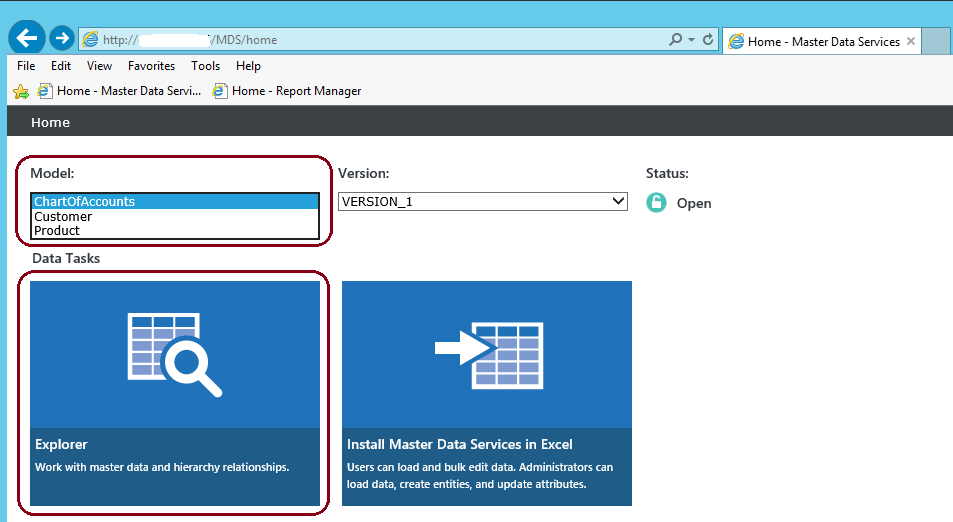 http:// /MDS/home
Home - Master Data Services
File Edit View Favorites Tools Help
Home - Master Data Servi... Home - Report Manager
Home
Model: Version: Status:
ChartOfAccounts VERSION_1 Open
Customer
Product
Data Tasks
Explorer
Work with master data and hierarchy relationships.
Install Master Data Services in Excel
Users can load and bulk edit data. Administrators can
load data, create entities, and update attributes.